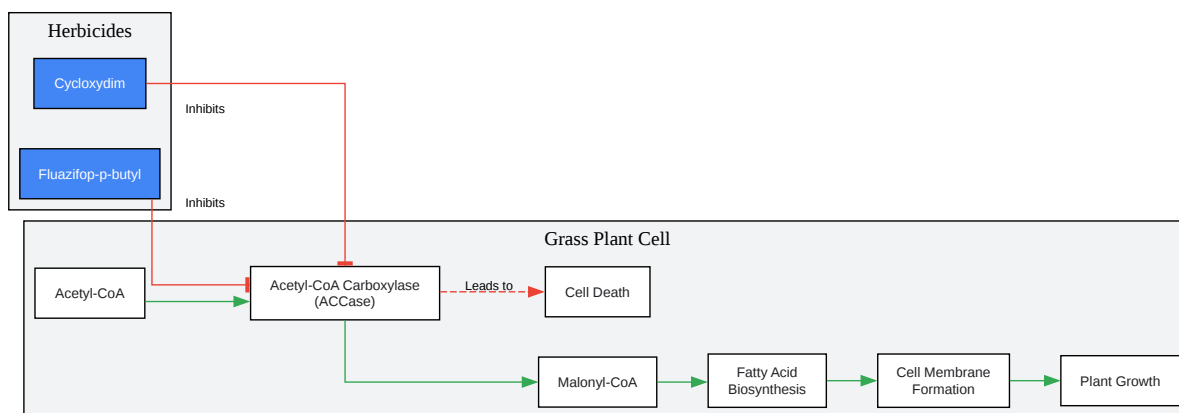 Herbicides
Cycloxydim
Inhibits
Fluazifop-p-butyl
Inhibits
Grass Plant Cell
Acetyl-CoA
Acetyl-CoA Carboxylase
(ACCase)
Leads to
Cell Death
Malonyl-CoA
Fatty Acid
Biosynthesis
Cell Membrane
Formation
Plant Growth